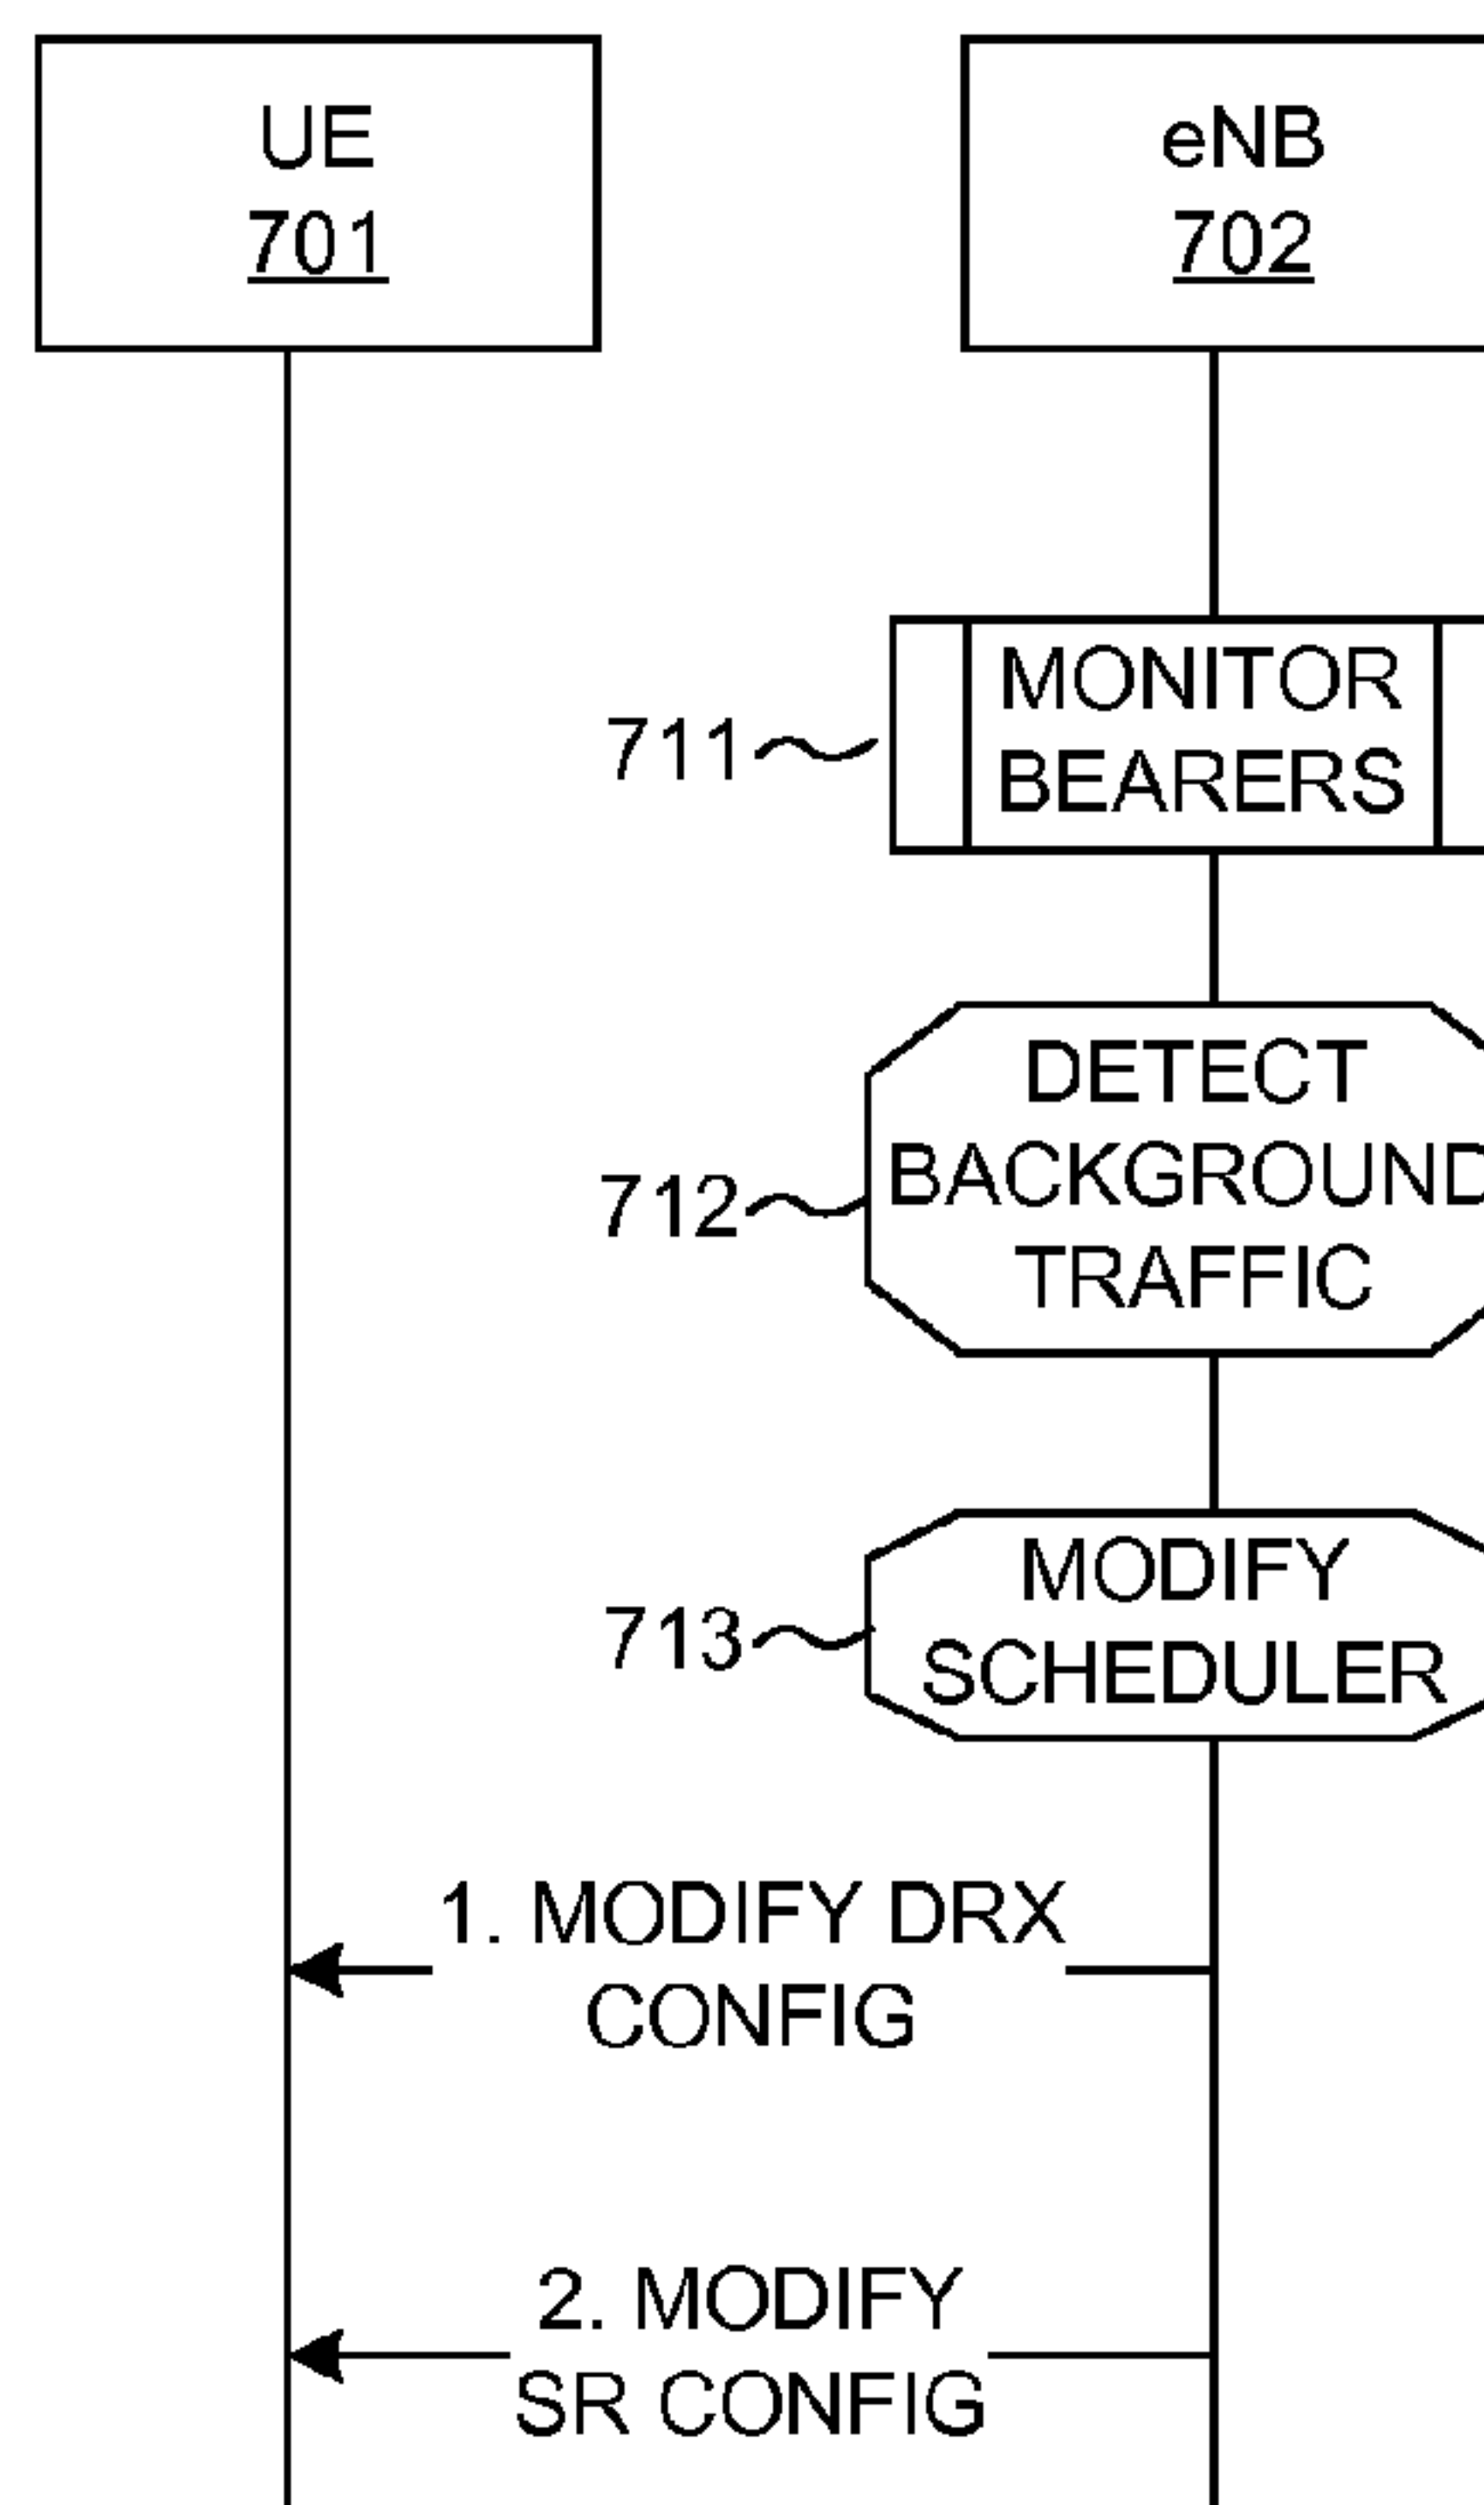 UE
701
eNB
702
711
MONITOR
BEARERS
712
DETECT
BACKGROUND
TRAFFIC
713
MODIFY
SCHEDULER
1. MODIFY DRX
CONFIG
2. MODIFY
SR CONFIG